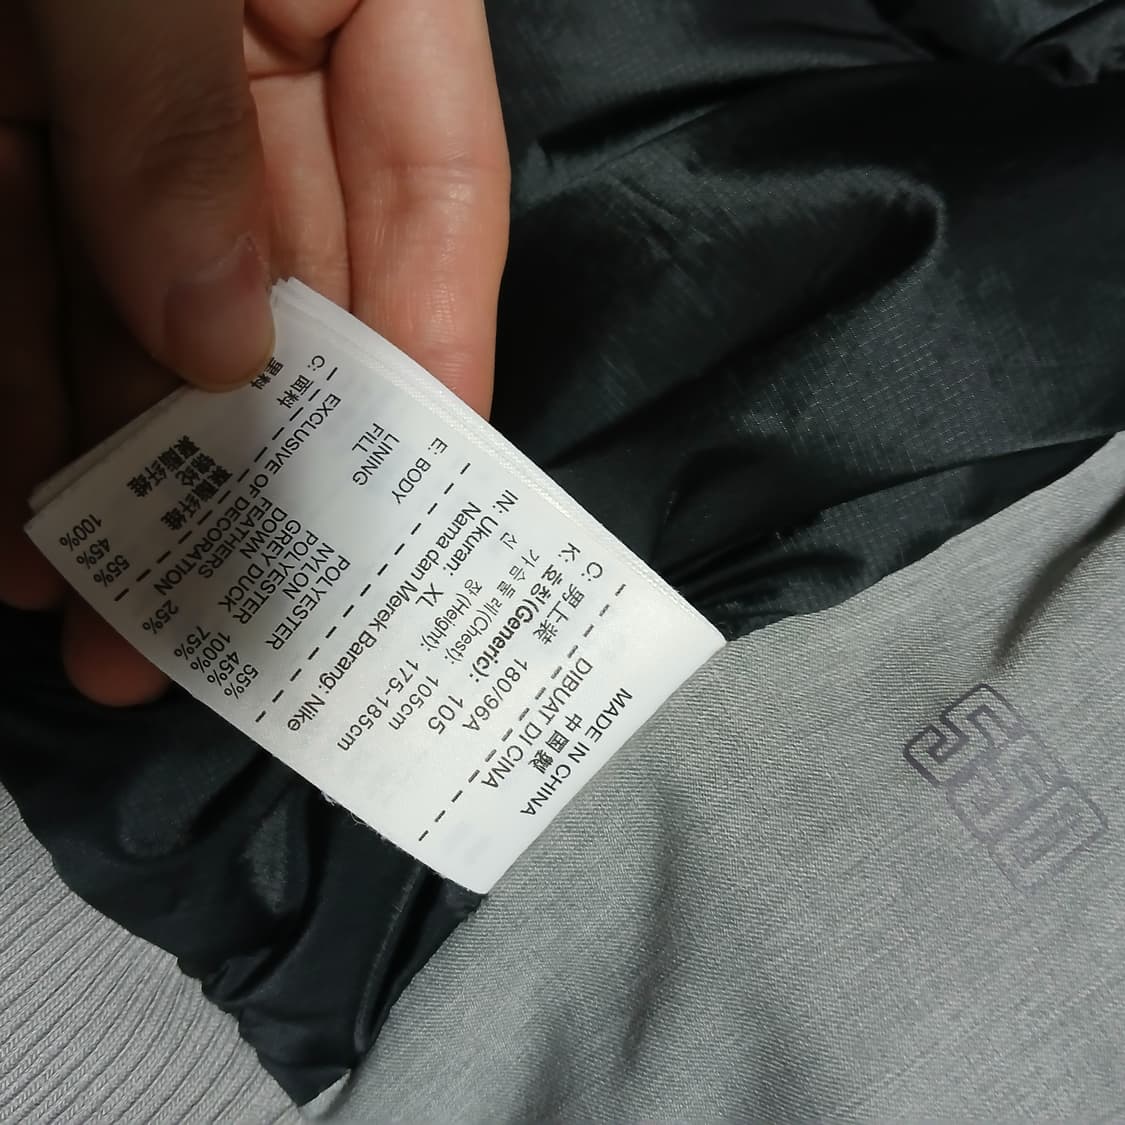 MADE IN CHINA
中国製
DIBUAT DI CINA
C: 男上装 180/96A
K: 호칭(Generic): 105
가슴둘레(Chest): 105cm
신장(Height): 175-185cm
IN: Ukuran: XL
Nama dan Merek Barang: Nike
E: BODY POLYESTER 55%
NYLON 45%
LINING POLYESTER 100%
FILL GREY DUCK
DOWN 75%
FEATHERS 25%
EXCLUSIVE OF DECORATION
C: 面料 聚酯纤维 55%
锦纶 45%
里料 聚酯纤维 100%